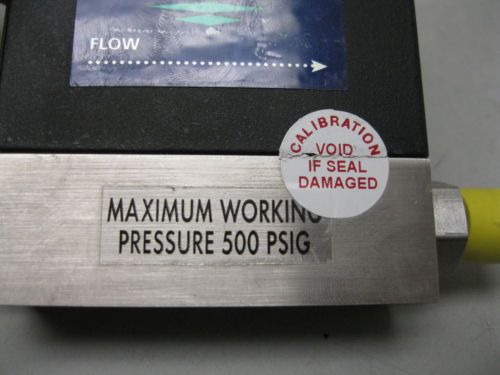 FLOW
CALIBRATION
VOID
IF SEAL
DAMAGED
MAXIMUM WORKING
PRESSURE 500 PSIG